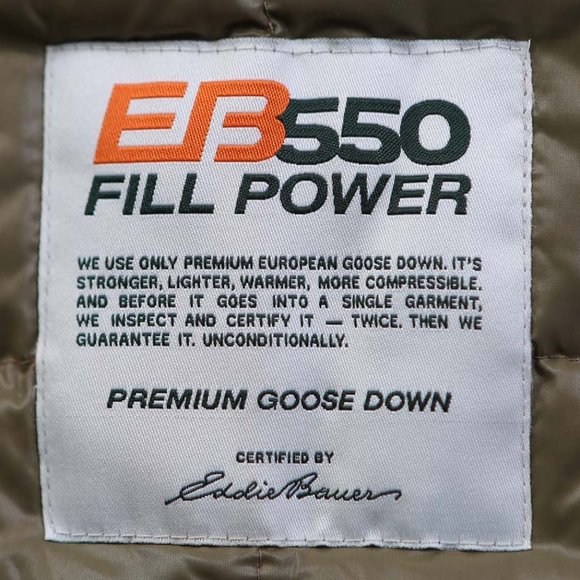 EB550
FILL POWER
WE USE ONLY PREMIUM EUROPEAN GOOSE DOWN. IT'S
STRONGER, LIGHTER, WARMER, MORE COMPRESSIBLE.
AND BEFORE IT GOES INTO A SINGLE GARMENT,
WE INSPECT AND CERTIFY IT — TWICE. THEN WE
GUARANTEE IT. UNCONDITIONALLY.
PREMIUM GOOSE DOWN
CERTIFIED BY
Eddie Bauer